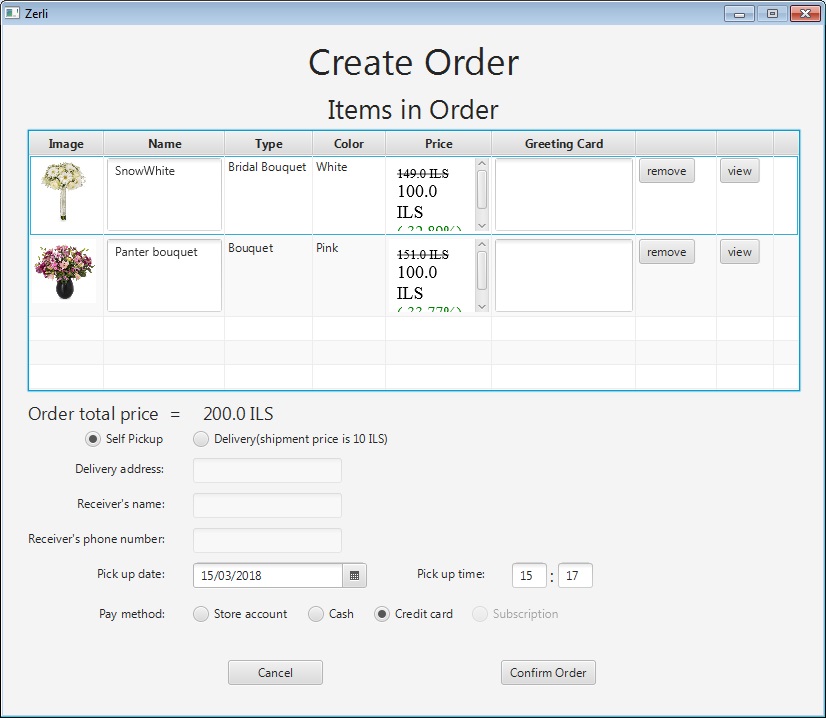 Zerli
Create Order
Items in Order
Image Name Type Color Price Greeting Card
SnowWhite Bridal Bouquet White 149.0 ILS remove view
100.0
ILS
Panter bouquet Bouquet Pink 151.0 ILS remove view
100.0
ILS
Order total price = 200.0 ILS
Self Pickup Delivery(shipment price is 10 ILS)
Delivery address:
Receiver's name:
Receiver's phone number:
Pick up date: 15/03/2018 Pick up time: 15 : 17
Pay method: Store account Cash Credit card Subscription
Cancel Confirm Order